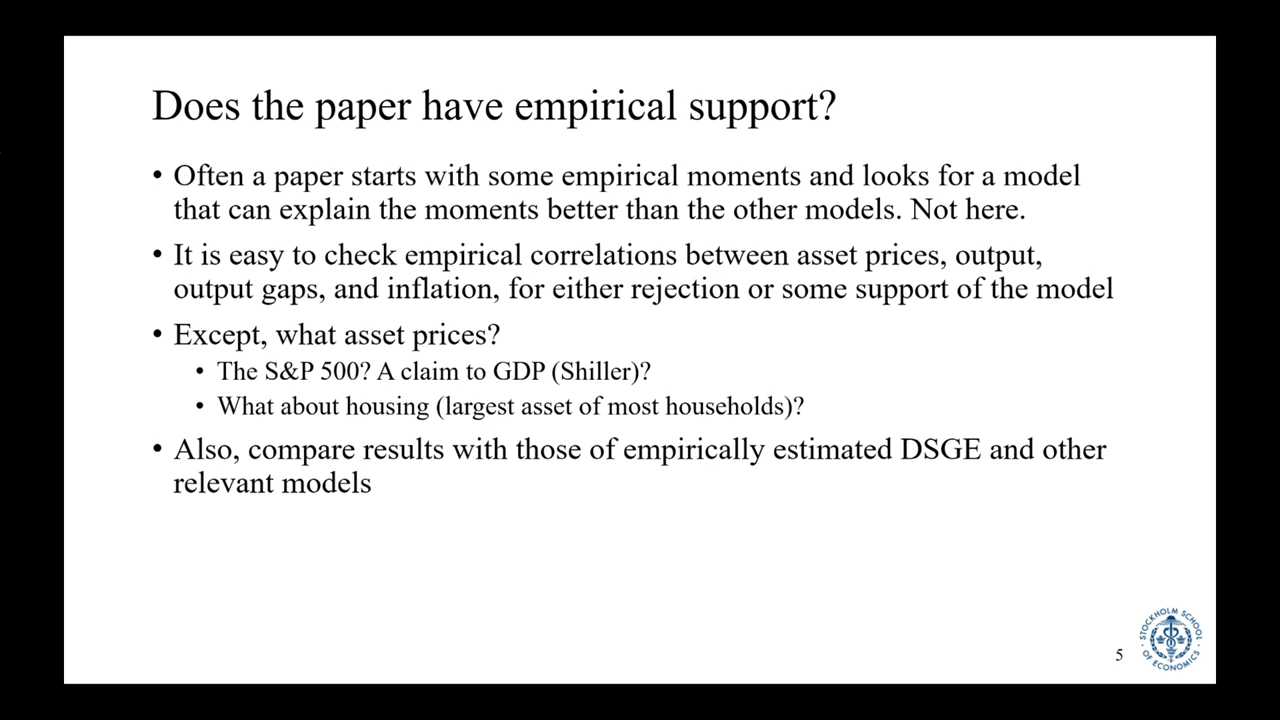 Does the paper have empirical support?
• Often a paper starts with some empirical moments and looks for a model
that can explain the moments better than the other models. Not here.
• It is easy to check empirical correlations between asset prices, output,
output gaps, and inflation, for either rejection or some support of the model
• Except, what asset prices?
• The S&P 500? A claim to GDP (Shiller)?
• What about housing (largest asset of most households)?
• Also, compare results with those of empirically estimated DSGE and other
relevant models
5
STOCKHOLM SCHOOL
OF ECONOMICS